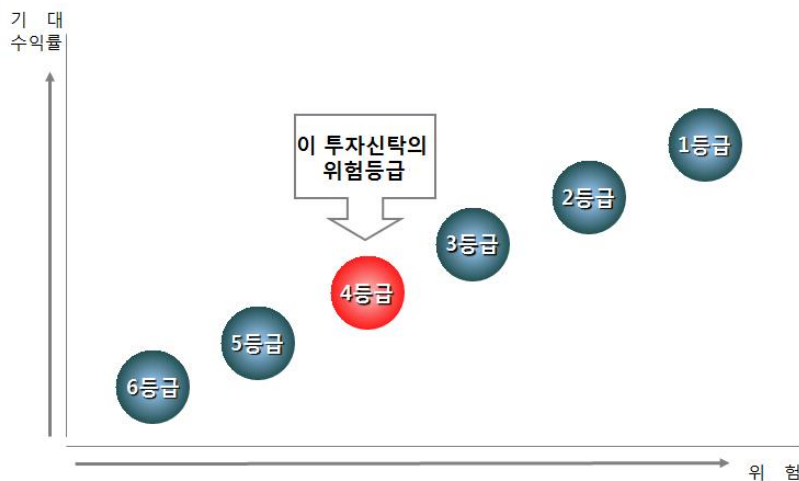 기 대
수익률
이 투자신탁의
위험등급
1등급
2등급
3등급
4등급
5등급
6등급
위 험